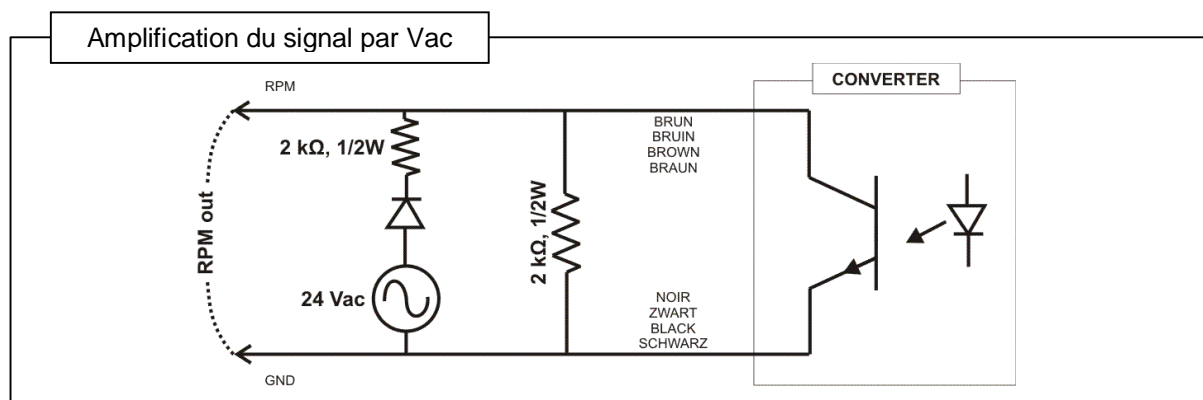 Amplification du signal par Vac
RPM
CONVERTER
2 kΩ, 1/2W
BRUN
BRUIN
BROWN
BRAUN
RPM out
2 kΩ, 1/2W
24 Vac
NOIR
ZWART
BLACK
SCHWARZ
GND